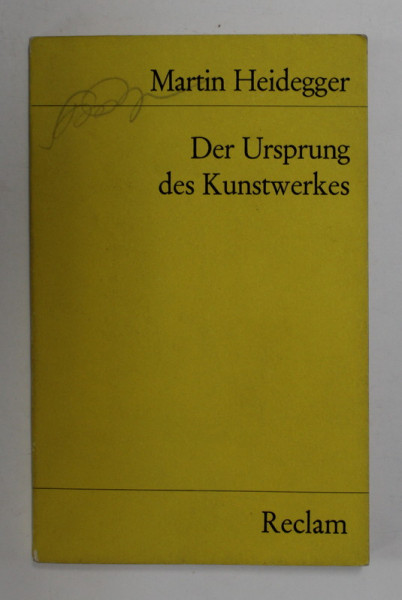 Martin Heidegger
Der Ursprung
des Kunstwerkes
Reclam